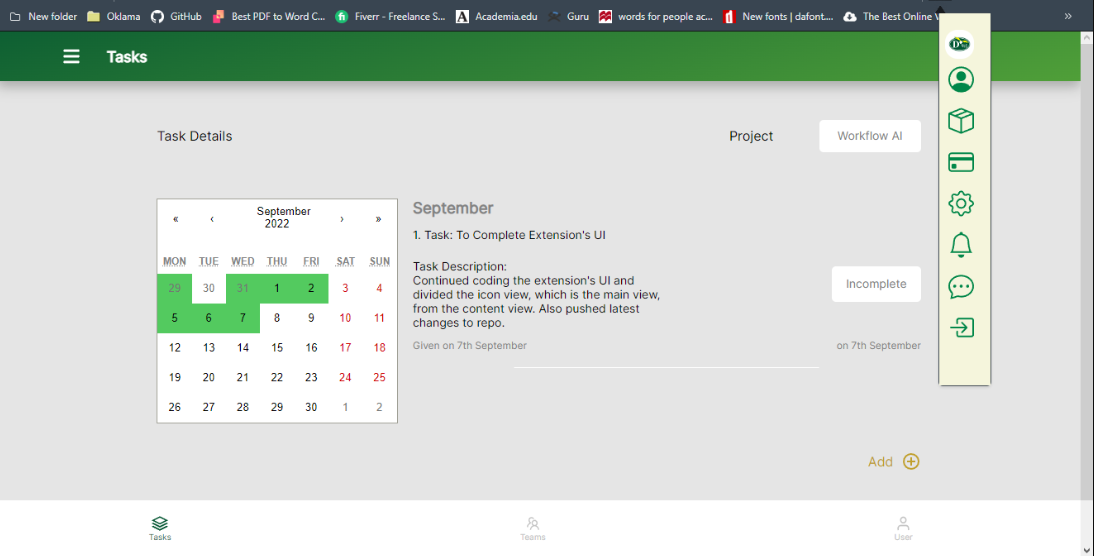 New folder Oklama GitHub Best PDF to Word C... Fiverr - Freelance S... Academia.edu Guru words for people ac... New fonts | dafont.... The Best Online »
Tasks
Task Details Project Workflow AI
« ‹ September 2022 › »
MON TUE WED THU FRI SAT SUN
29 30 31 1 2 3 4
5 6 7 8 9 10 11
12 13 14 15 16 17 18
19 20 21 22 23 24 25
26 27 28 29 30 1 2
September
1. Task: To Complete Extension's UI
Task Description:
Continued coding the extension's UI and
divided the icon view, which is the main view,
from the content view. Also pushed latest
changes to repo.
Incomplete
Given on 7th September on 7th September
Add
Tasks Teams User